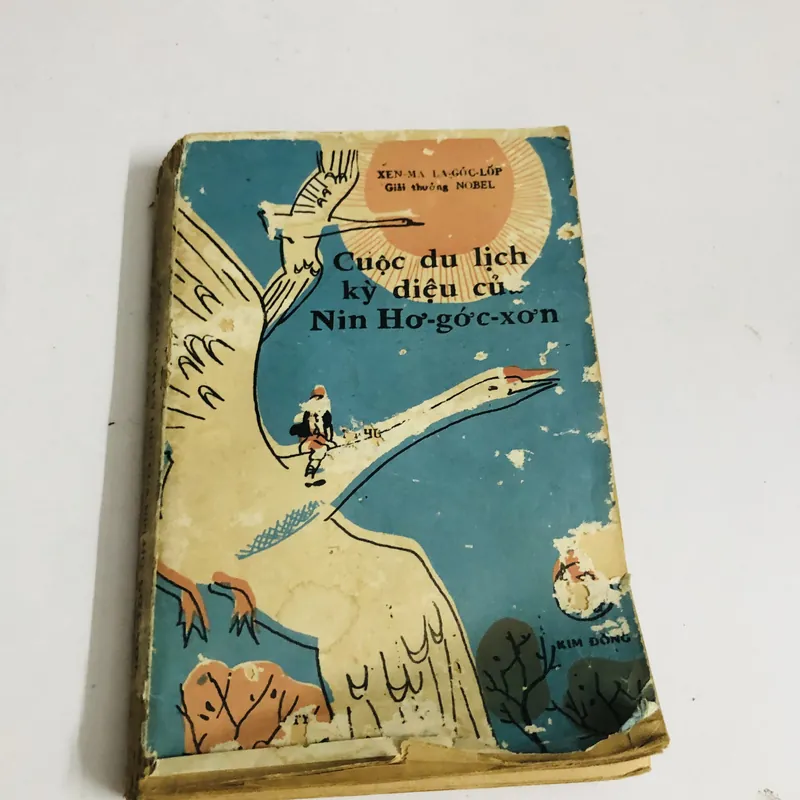 XEN-MA LA-GỐC-LỐP
Giải thưởng NOBEL
Cuộc du lịch
kỳ diệu củ
Nin Hơ-gớc-xơn
KIM ĐỒNG